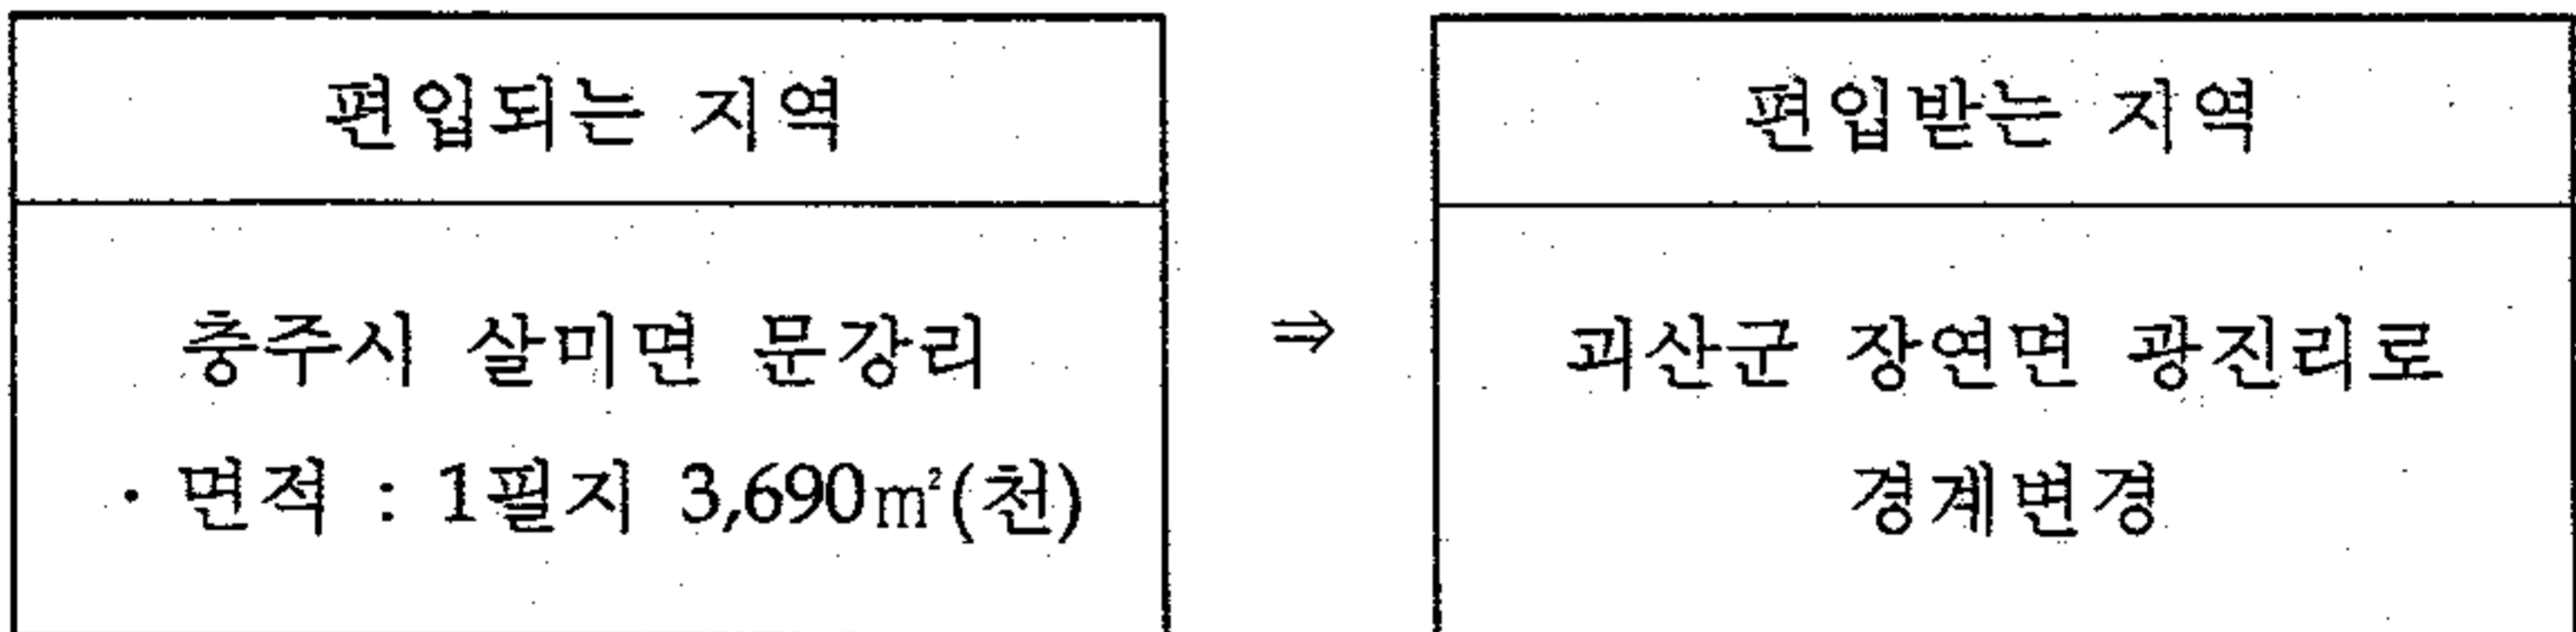 편입되는 지역
충주시 살미면 문강리
· 면적 : 1필지 3,690㎡(천)
⇒
편입받는 지역
괴산군 장연면 광진리로
경계변경